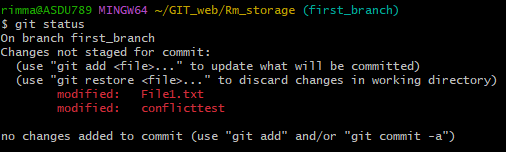 rimma@ASDU789 MINGW64 ~/GIT_web/Rm_storage (first_branch)
$ git status
On branch first_branch
Changes not staged for commit:
  (use "git add <file>..." to update what will be committed)
  (use "git restore <file>..." to discard changes in working directory)
        modified:   File1.txt
        modified:   conflicttest

no changes added to commit (use "git add" and/or "git commit -a")